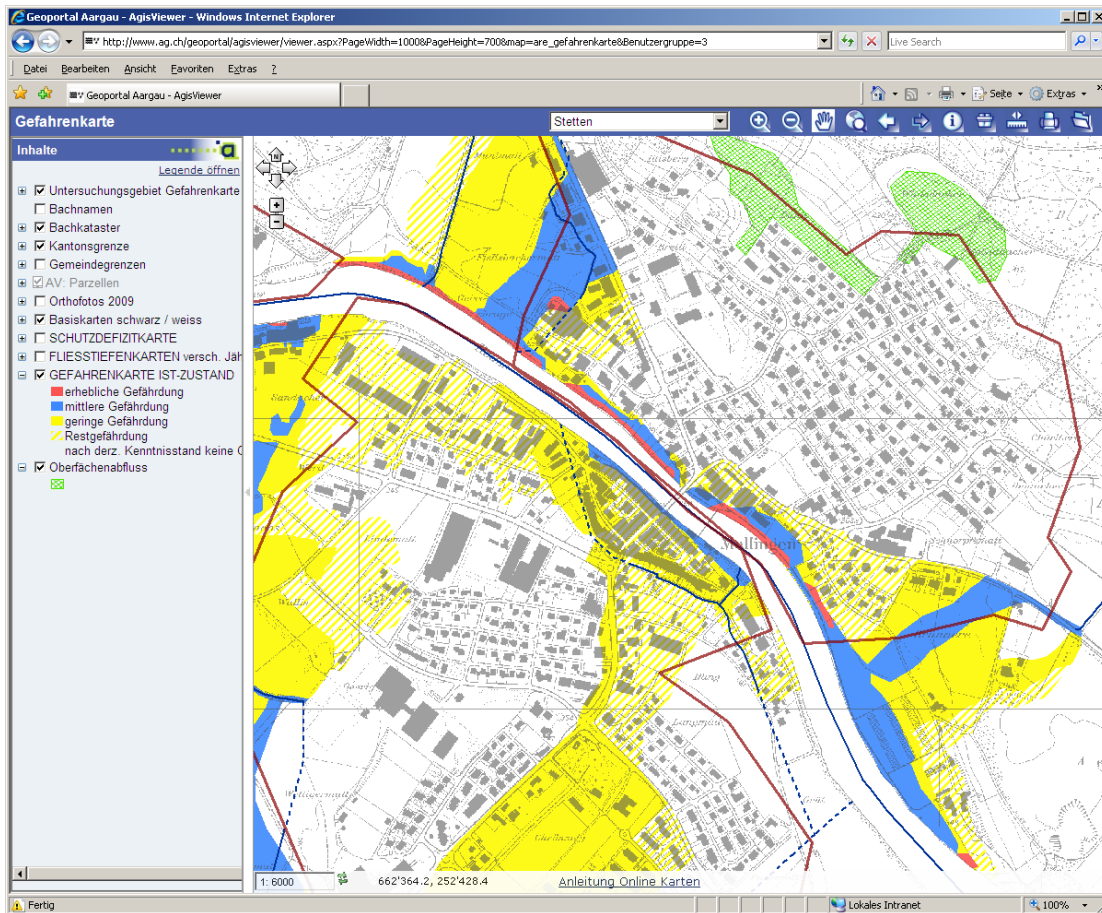 Geoportal Aargau - AgisViewer - Windows Internet Explorer
http://www.ag.ch/geoportal/agisviewer/viewer.aspx?PageWidth=1000&PageHeight=700&map=are_gefahrenkarte&Benutzergruppe=3
Live Search
Datei Bearbeiten Ansicht Favoriten Extras ?
Geoportal Aargau - AgisViewer
Seite Extras
Gefahrenkarte
Stetten
Inhalte
Legende öffnen
Untersuchungsgebiet Gefahrenkarte
Bachnamen
Bachkataster
Kantonsgrenze
Gemeindegrenzen
AV: Parzellen
Orthofotos 2009
Basiskarten schwarz / weiss
SCHUTZDEFIZITKARTE
FLIESSTIEFENKARTEN versch. Jäh
GEFAHRENKARTE IST-ZUSTAND
erhebliche Gefährdung
mittlere Gefährdung
geringe Gefährdung
Restgefährdung
nach derz. Kenntnisstand keine G
Oberfächenabfluss
N
Mellingen
1: 6000
662'364.2, 252'428.4
Anleitung Online Karten
Fertig
Lokales Intranet
100%